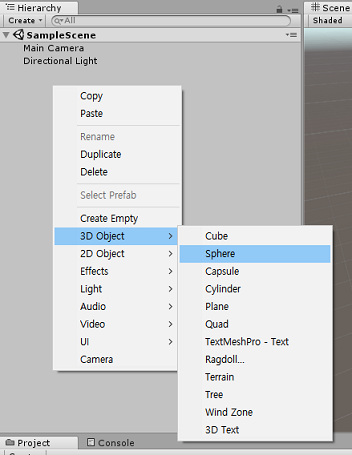 Hierarchy
Scene
Create
All
Shaded
SampleScene
Main Camera
Directional Light
Copy
Paste
Rename
Duplicate
Delete
Select Prefab
Create Empty
3D Object
2D Object
Effects
Light
Audio
Video
UI
Camera
Cube
Sphere
Capsule
Cylinder
Plane
Quad
TextMeshPro - Text
Ragdoll...
Terrain
Tree
Wind Zone
3D Text
Project
Console